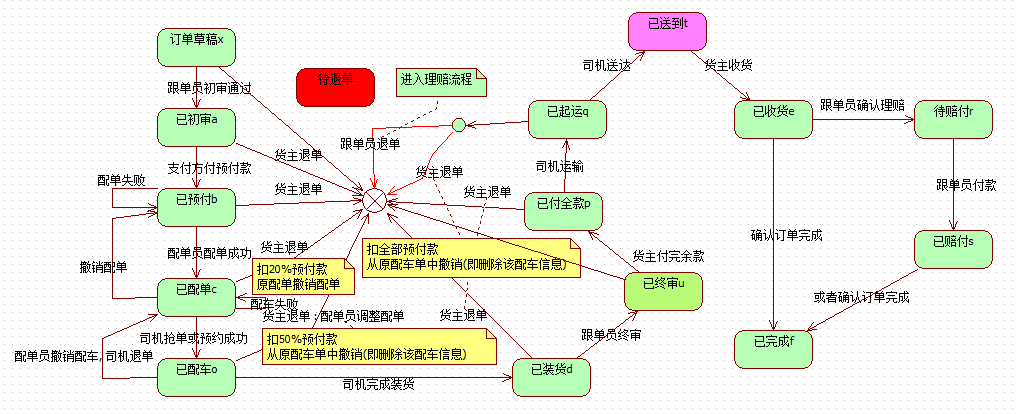 订单草稿x
跟单员初审通过
已初审a
支付方付预付款
货主退单
配单失败
已预付b
货主退单
配单员配单成功
撤销配单
货主退单
已配单c
扣20%预付款
原配单撤销配单
配车失败
货主退单
配单员调整配单
司机抢单或预约成功
配单员撤销配车,司机退单
扣50%预付款
从原配车单中撤销(即删除该配车信息)
已配车o
司机完成装货
待退单
进入理赔流程
跟单员退单
货主退单
货主退单
扣全部预付款
从原配车单中撤销(即删除该配车信息)
货主退单
已装货d
跟单员终审
已终审u
货主付完余款
已付全款p
司机运输
已起运q
司机送达
已送到t
货主收货
已收货e
跟单员确认理赔
待赔付r
跟单员付款
已赔付s
确认订单完成
或者确认订单完成
已完成f